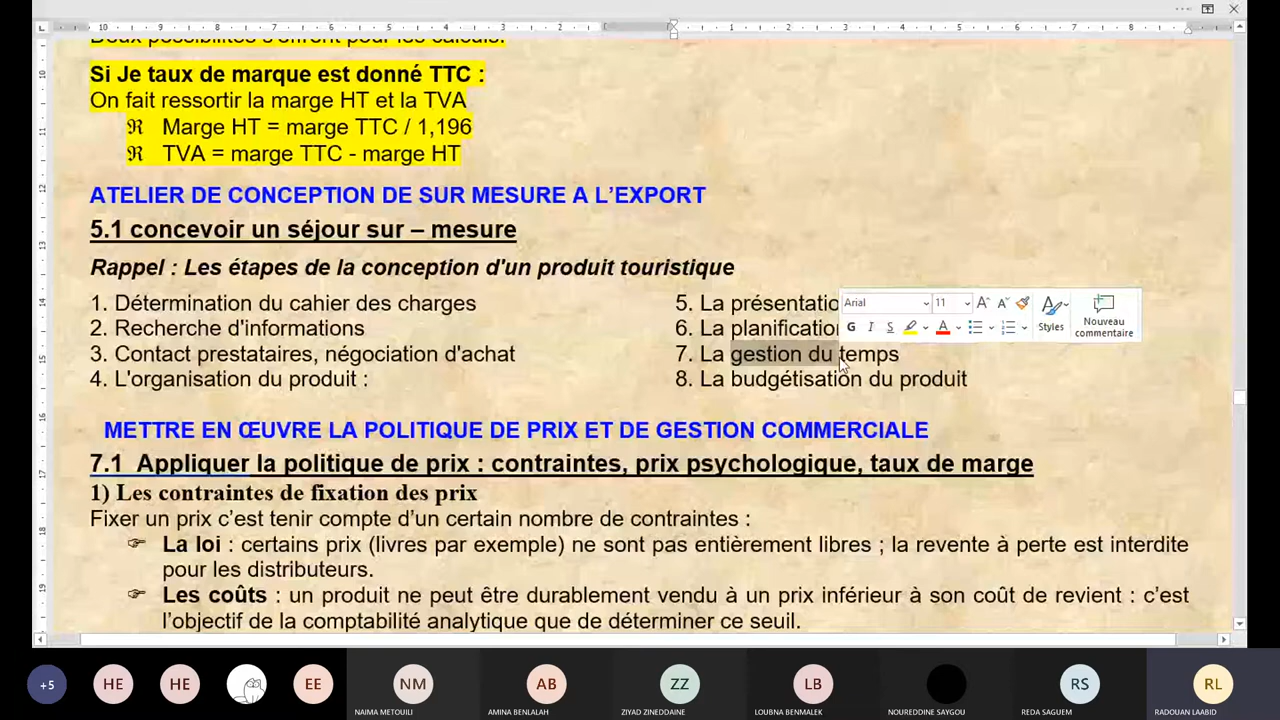 Deux possibilités s'offrent pour les calculs.
Si Je taux de marque est donné TTC :
On fait ressortir la marge HT et la TVA
ℜ Marge HT = marge TTC / 1,196
ℜ TVA = marge TTC - marge HT
ATELIER DE CONCEPTION DE SUR MESURE A L’EXPORT
5.1 concevoir un séjour sur – mesure
Rappel : Les étapes de la conception d'un produit touristique
1. Détermination du cahier des charges
2. Recherche d'informations
3. Contact prestataires, négociation d'achat
4. L'organisation du produit :
5. La présentatio
6. La planification
7. La gestion du temps
8. La budgétisation du produit
Arial 11
G I S A Styles Nouveau commentaire
METTRE EN ŒUVRE LA POLITIQUE DE PRIX ET DE GESTION COMMERCIALE
7.1 Appliquer la politique de prix : contraintes, prix psychologique, taux de marge
1) Les contraintes de fixation des prix
Fixer un prix c’est tenir compte d’un certain nombre de contraintes :
☞ La loi : certains prix (livres par exemple) ne sont pas entièrement libres ; la revente à perte est interdite
pour les distributeurs.
☞ Les coûts : un produit ne peut être durablement vendu à un prix inférieur à son coût de revient : c’est
l’objectif de la comptabilité analytique que de déterminer ce seuil.
+5 HE HE EE NM AB ZZ LB RS RL
NAIMA METOUILI AMINA BENLALAH ZIYAD ZINEDDAINE LOUBNA BENMALEK NOUREDDINE SAYGOU REDA SAGUEM RADOUAN LAABID